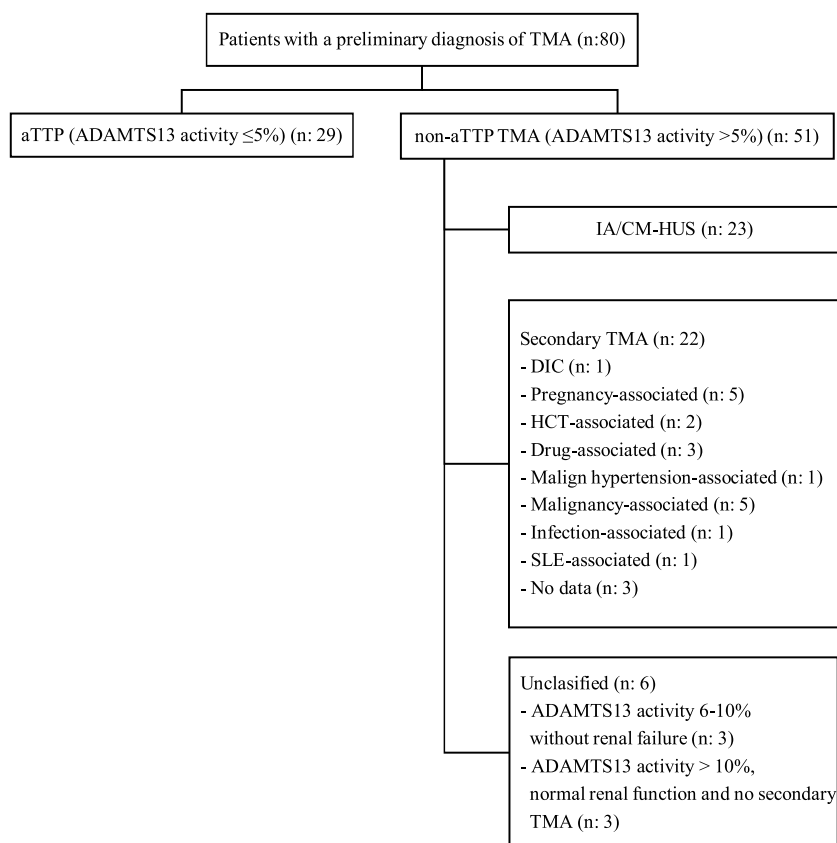 Patients with a preliminary diagnosis of TMA (n:80)
aTTP (ADAMTS13 activity ≤5%) (n: 29)
non-aTTP TMA (ADAMTS13 activity >5%) (n: 51)
IA/CM-HUS (n: 23)
Secondary TMA (n: 22)
- DIC (n: 1)
- Pregnancy-associated (n: 5)
- HCT-associated (n: 2)
- Drug-associated (n: 3)
- Malign hypertension-associated (n: 1)
- Malignancy-associated (n: 5)
- Infection-associated (n: 1)
- SLE-associated (n: 1)
- No data (n: 3)
Unclasified (n: 6)
- ADAMTS13 activity 6-10%
without renal failure (n: 3)
- ADAMTS13 activity > 10%,
normal renal function and no secondary
TMA (n: 3)